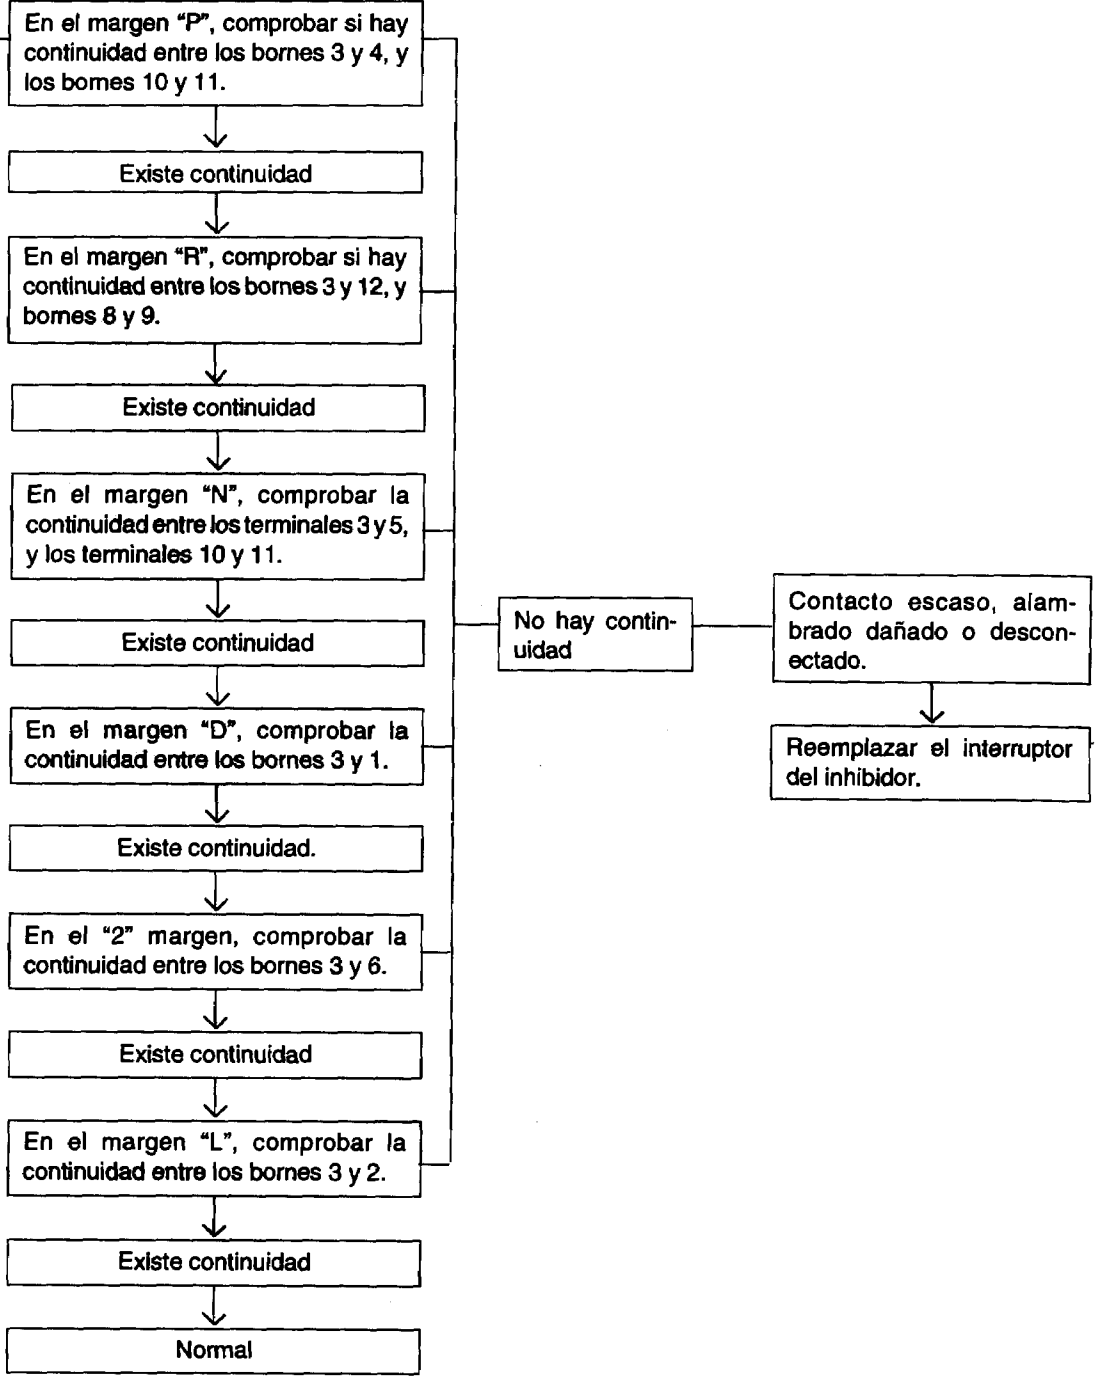 En el margen “P”, comprobar si hay
continuidad entre los bornes 3 y 4, y
los bornes 10 y 11.
Existe continuidad
En el margen “R”, comprobar si hay
continuidad entre los bornes 3 y 12, y
bornes 8 y 9.
Existe continuidad
En el margen “N”, comprobar la
continuidad entre los terminales 3 y 5,
y los terminales 10 y 11.
Existe continuidad
En el margen “D”, comprobar la
continuidad entre bornes 3 y 1.
Existe continuidad.
En el “2” margen, comprobar la
continuidad entre los bornes 3 y 6.
Existe continuidad
En el margen “L”, comprobar la
continuidad entre los bornes 3 y 2.
Existe continuidad
Normal
No hay contin-
uidad
Contacto escaso, alam-
brado dañado o descon-
ectado.
Reemplazar el interruptor
del inhibidor.